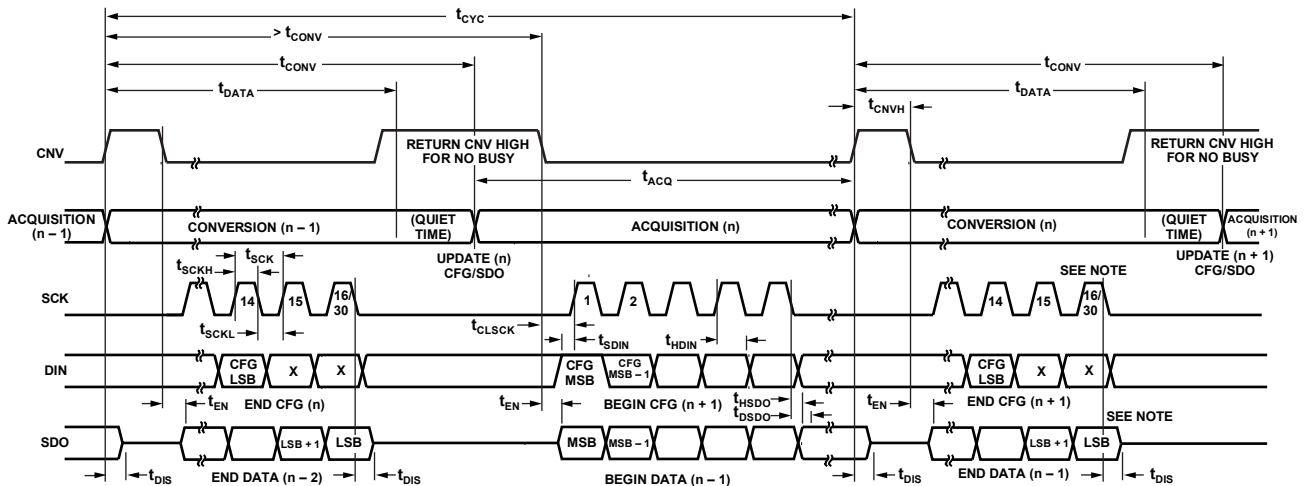 tCYC
> tCONV
tCONV
tCONV
tDATA
tDATA
tCNVH
CNV
RETURN CNV HIGH
FOR NO BUSY
RETURN CNV HIGH
FOR NO BUSY
tACQ
ACQUISITION
(n – 1)
CONVERSION (n – 1)
(QUIET
TIME)
ACQUISITION (n)
CONVERSION (n)
(QUIET
TIME)
ACQUISITION
(n + 1)
UPDATE (n)
CFG/SDO
UPDATE (n + 1)
CFG/SDO
tSCK
tSCKH
SEE NOTE
SCK
14
15
16/
30
1
2
14
15
16/
30
tSCKL
tCLSCK
tSDIN
tHDIN
DIN
CFG
LSB
X
X
CFG
MSB
CFG
MSB – 1
CFG
LSB
X
X
tEN
END CFG (n)
tEN
BEGIN CFG (n + 1)
tHSDO
tDSDO
tEN
END CFG (n + 1)
SEE NOTE
SDO
LSB + 1
LSB
MSB
MSB – 1
LSB + 1
LSB
tDIS
END DATA (n – 2)
tDIS
BEGIN DATA (n – 1)
tDIS
END DATA (n – 1)
tDIS